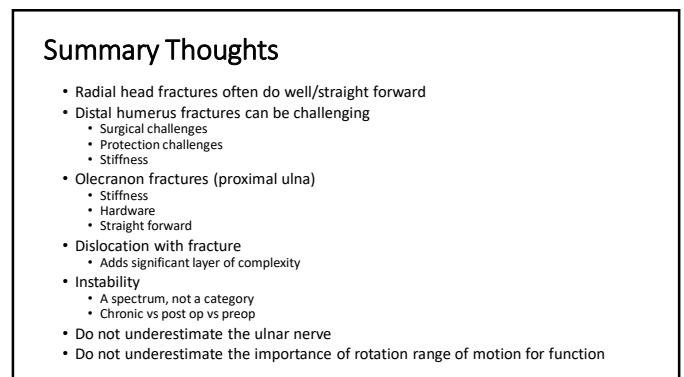 Summary Thoughts
• Radial head fractures often do well/straight forward
• Distal humerus fractures can be challenging
• Surgical challenges
• Protection challenges
• Stiffness
• Olecranon fractures (proximal ulna)
• Stiffness
• Hardware
• Straight forward
• Dislocation with fracture
• Adds significant layer of complexity
• Instability
• A spectrum, not a category
• Chronic vs post op vs preop
• Do not underestimate the ulnar nerve
• Do not underestimate the importance of rotation range of motion for function